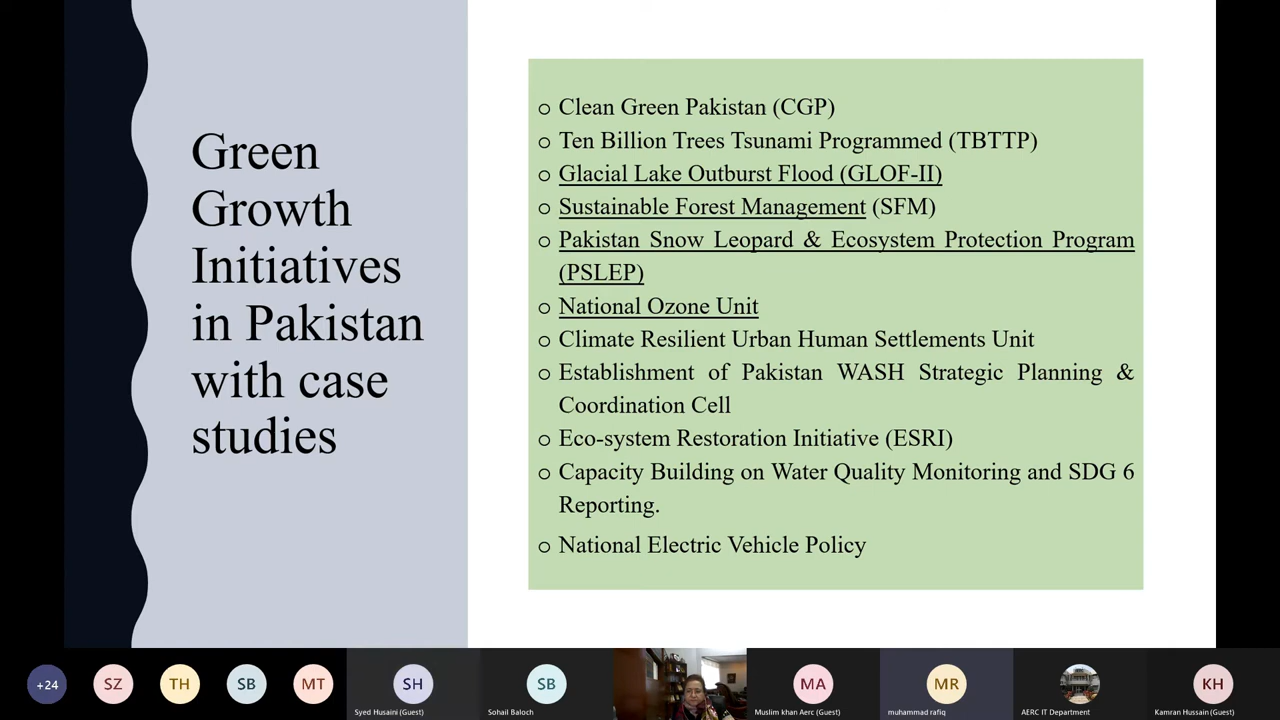 Green
Growth
Initiatives
in Pakistan
with case
studies
o Clean Green Pakistan (CGP)
o Ten Billion Trees Tsunami Programmed (TBTTP)
o Glacial Lake Outburst Flood (GLOF-II)
o Sustainable Forest Management (SFM)
o Pakistan Snow Leopard & Ecosystem Protection Program
(PSLEP)
o National Ozone Unit
o Climate Resilient Urban Human Settlements Unit
o Establishment of Pakistan WASH Strategic Planning &
Coordination Cell
o Eco-system Restoration Initiative (ESRI)
o Capacity Building on Water Quality Monitoring and SDG 6
Reporting.
o National Electric Vehicle Policy
+24 SZ TH SB MT SH SB MA MR KH
Syed Husaini (Guest) Sohail Baloch Muslim khan Aerc (Guest) muhammad rafiq AERC IT Department Kamran Hussain (Guest)